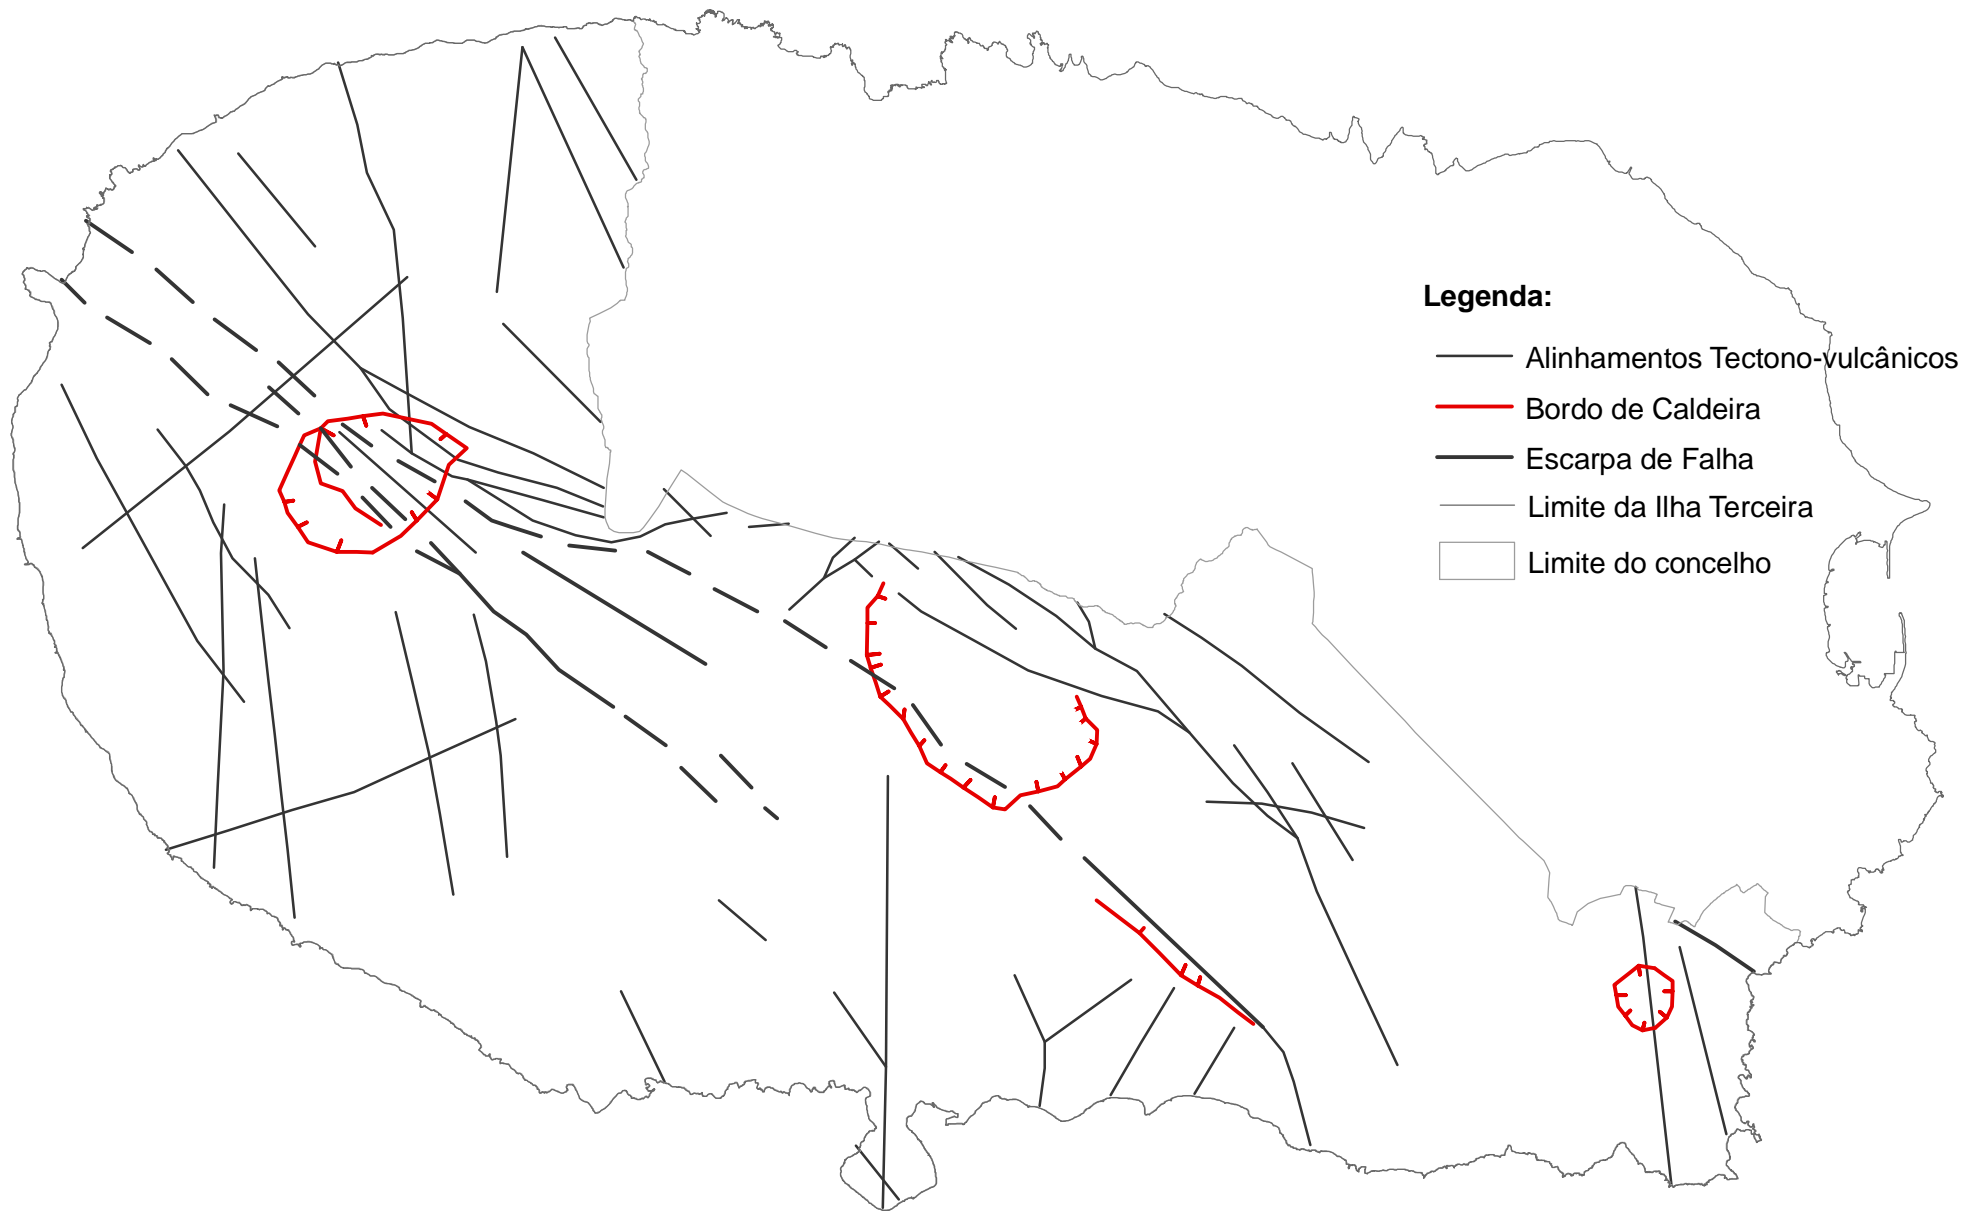 Legenda:
Alinhamentos Tectono-vulcânicos
Bordo de Caldeira
Escarpa de Falha
Limite da Ilha Terceira
Limite do concelho